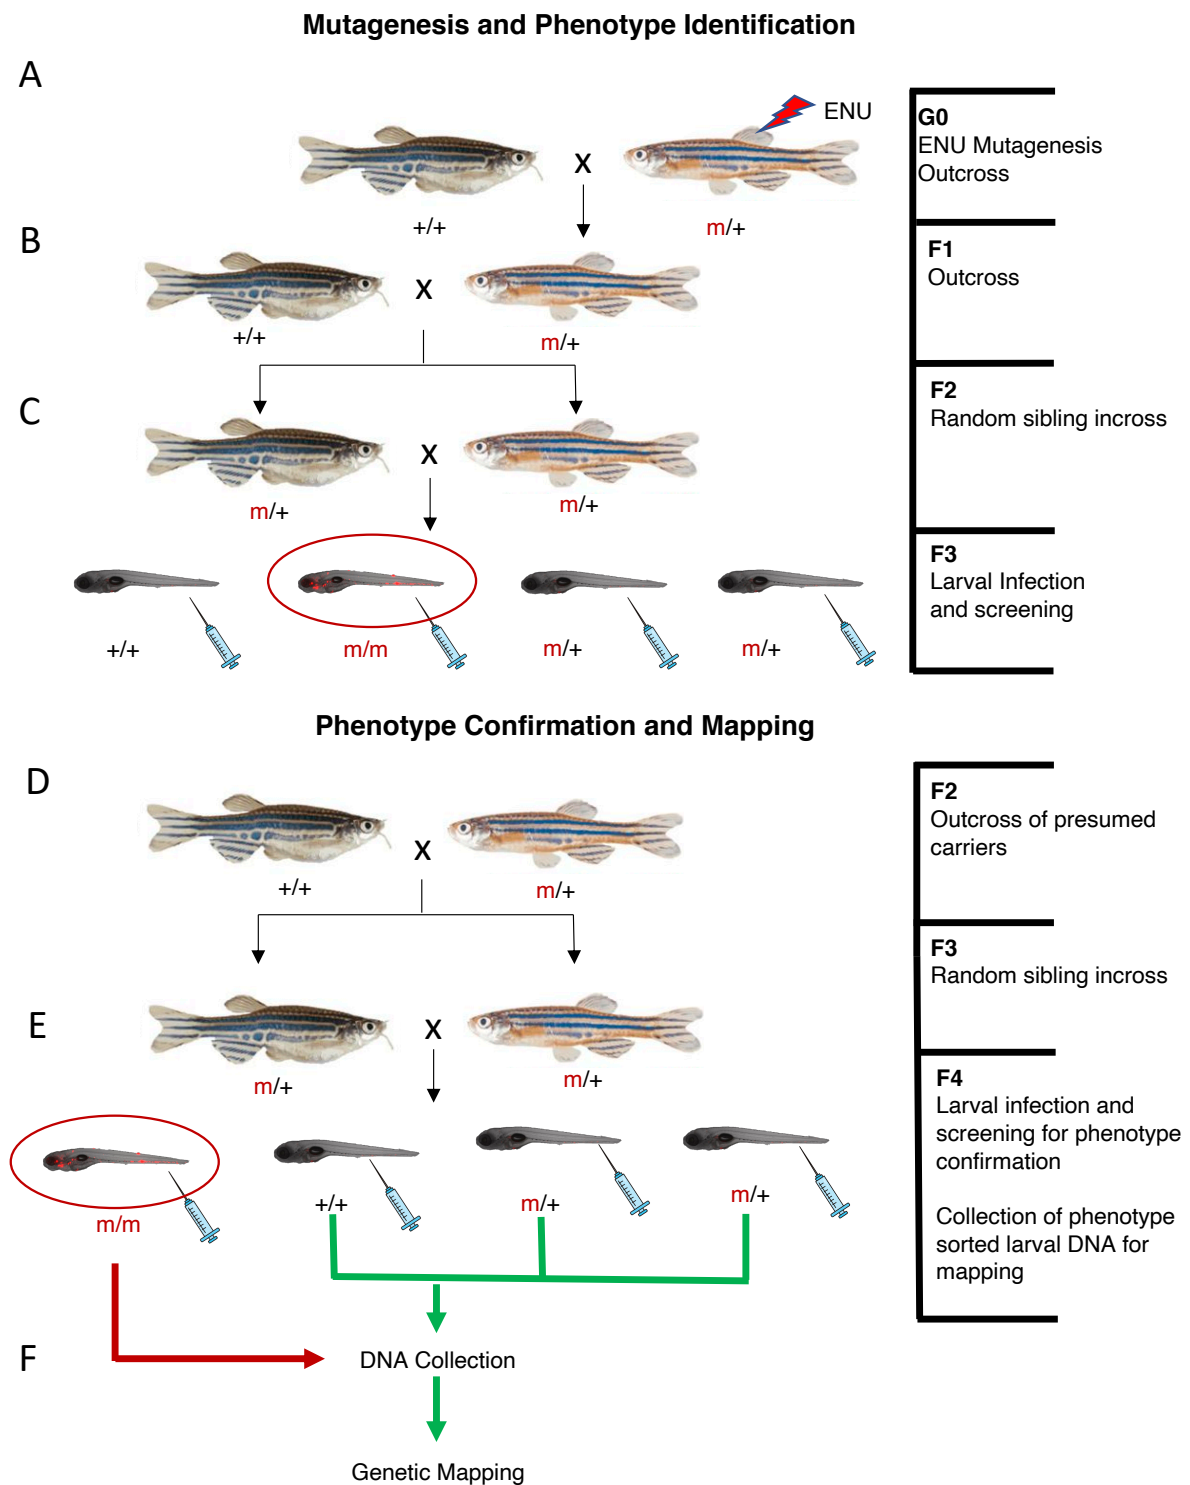 Mutagenesis and Phenotype Identification
A
ENU
X
+/+
m/+
G0
ENU Mutagenesis
Outcross
B
X
+/+
m/+
F1
Outcross
C
X
m/+
m/+
F2
Random sibling incross
+/+
m/m
m/+
m/+
F3
Larval Infection
and screening
Phenotype Confirmation and Mapping
D
X
+/+
m/+
F2
Outcross of presumed
carriers
E
X
m/+
m/+
F3
Random sibling incross
m/m
+/+
m/+
m/+
F4
Larval infection and
screening for phenotype
confirmation
Collection of phenotype
sorted larval DNA for
mapping
F
DNA Collection
Genetic Mapping